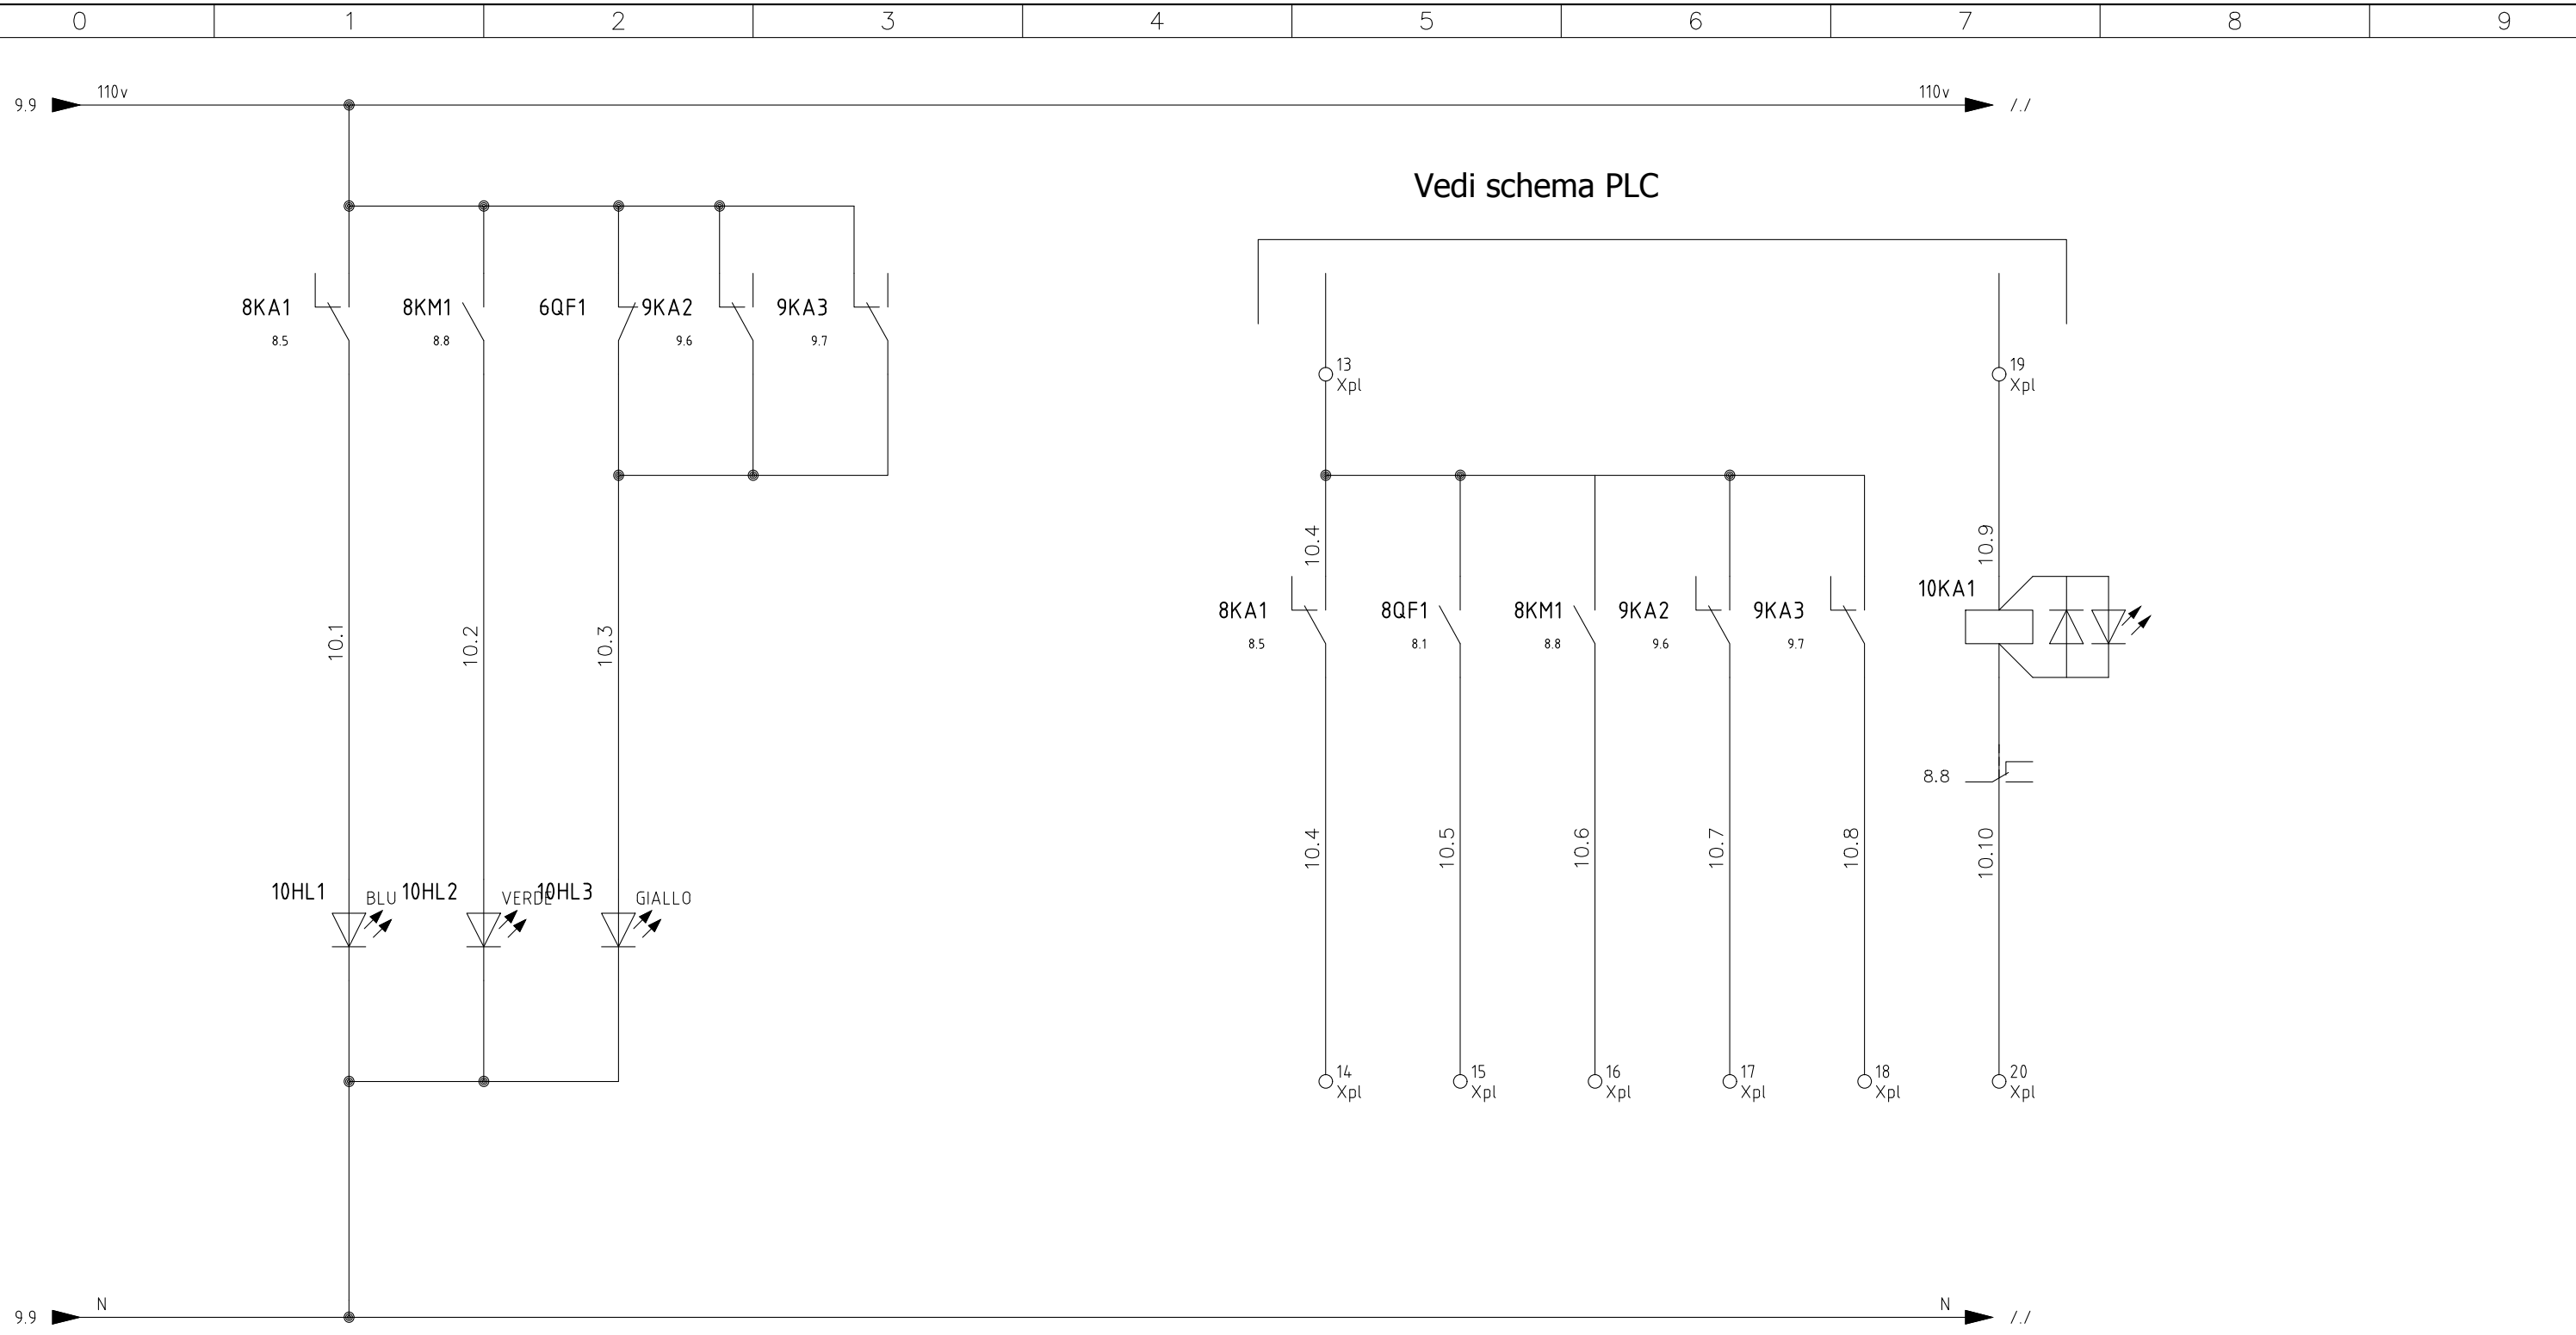 0 1 2 3 4 5 6 7 8 9
9.9 110v 110v /./
Vedi schema PLC
8KA1 8KM1 6QF1 9KA2 9KA3
8.5 8.8 9.6 9.7
13 19
Xpl Xpl
10.4 10.9
10KA1
8KA1 8QF1 8KM1 9KA2 9KA3
8.5 8.1 8.8 9.6 9.7
10.1 10.2 10.3
8.8
10.4 10.5 10.6 10.7 10.8 10.10
10HL1 BLU 10HL2 VERDE 10HL3 GIALLO
14 15 16 17 18 20
Xpl Xpl Xpl Xpl Xpl Xpl
9.9 N N /./